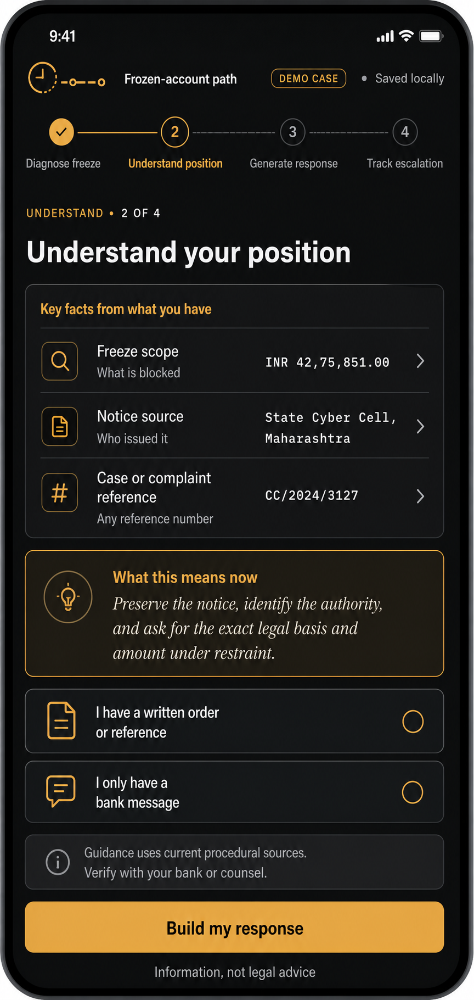 9:41
Frozen-account path
DEMO CASE
• Saved locally
2
3
4
Diagnose freeze
Understand position
Generate response
Track escalation
UNDERSTAND • 2 OF 4
Understand your position
Key facts from what you have
Freeze scope
What is blocked
INR 42,75,851.00
Notice source
Who issued it
State Cyber Cell,
Maharashtra
#
Case or complaint
reference
Any reference number
CC/2024/3127
What this means now
Preserve the notice, identify the authority,
and ask for the exact legal basis and
amount under restraint.
I have a written order
or reference
I only have a
bank message
Guidance uses current procedural sources.
Verify with your bank or counsel.
Build my response
Information, not legal advice